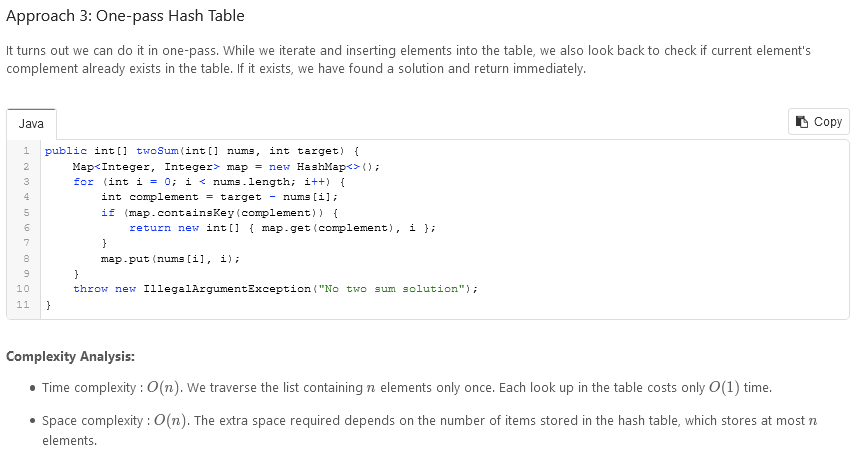 Approach 3: One-pass Hash Table
It turns out we can do it in one-pass. While we iterate and inserting elements into the table, we also look back to check if current element's
complement already exists in the table. If it exists, we have found a solution and return immediately.
Java
Copy
1 public int[] twoSum(int[] nums, int target) {
2     Map<Integer, Integer> map = new HashMap<>();
3     for (int i = 0; i < nums.length; i++) {
4         int complement = target - nums[i];
5         if (map.containsKey(complement)) {
6             return new int[] { map.get(complement), i };
7         }
8         map.put(nums[i], i);
9     }
10     throw new IllegalArgumentException("No two sum solution");
11 }
Complexity Analysis:
• Time complexity : O(n). We traverse the list containing n elements only once. Each look up in the table costs only O(1) time.
• Space complexity : O(n). The extra space required depends on the number of items stored in the hash table, which stores at most n
elements.